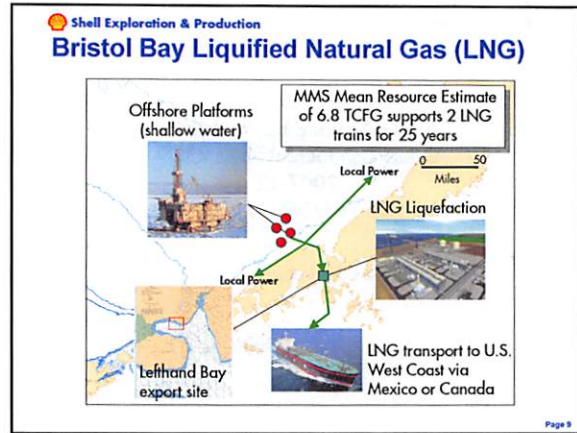 Shell Exploration & Production
Bristol Bay Liquified Natural Gas (LNG)
Offshore Platforms
(shallow water)
MMS Mean Resource Estimate
of 6.8 TCFG supports 2 LNG
trains for 25 years
0 50
Miles
Local Power
LNG Liquefaction
Local Power
Lefthand Bay
export site
LNG transport to U.S.
West Coast via
Mexico or Canada
Page 9